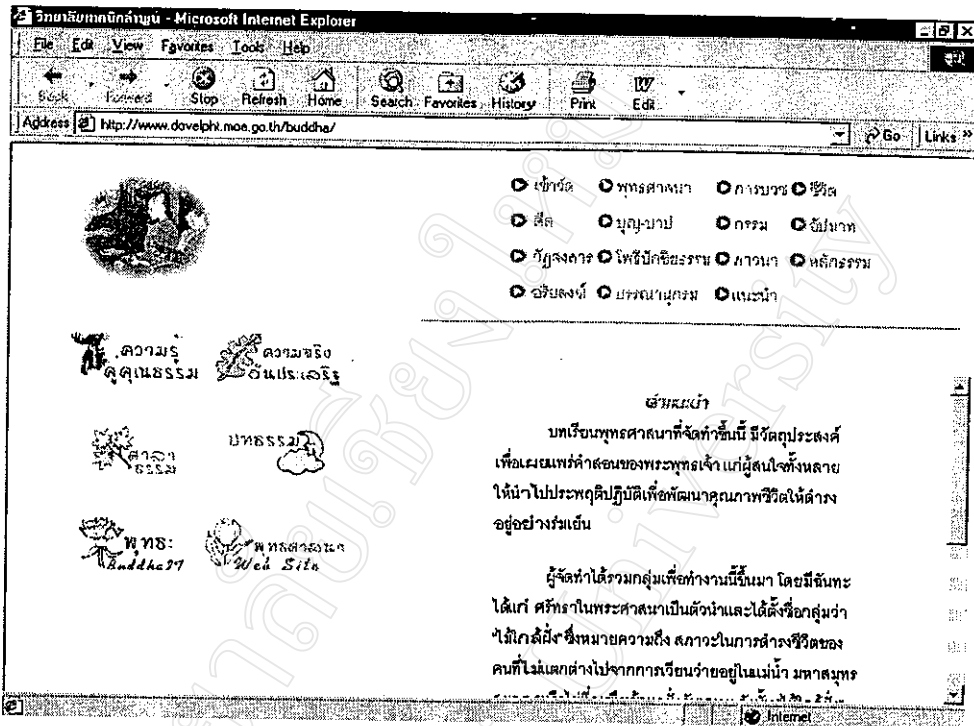 วิทยาลัยเทคนิคลำพูน - Microsoft Internet Explorer
File Edit View Favorites Tools Help
Back Forward Stop Refresh Home Search Favorites History Print Edit
Address http://www.dovelpht.moe.go.th/buddha/ Go Links »
เข้าวัด พุทธศาสนา การบวช ชีวิต
ศีล บุญ-บาป กรรม
วัฏสงสาร โพธิปักขิยธรรม ภาวนา หลักธรรม
อริยสงฆ์ บรรณานุกรม แนะนำ
ความรู้ ความจริง
คู่คุณธรรม อันประเสริฐ
ศาลา บทธรรม
ธรรม
พุทธะ พุทธศาสนา
Buddha27 Web Site
คำแนะนำ
บทเรียนพุทธศาสนาที่จัดทำขึ้นนี้ มีวัตถุประสงค์
เพื่อเผยแพร่คำสอนของพระพุทธเจ้า แก่ผู้สนใจทั้งหลาย
ให้นำไปประพฤติปฏิบัติเพื่อพัฒนาคุณภาพชีวิตให้ดำรง
อยู่อย่างร่มเย็น
ผู้จัดทำได้รวมกลุ่มเพื่อทำงานนี้ขึ้นมา โดยมีฉันทะ
ได้แก่ ศรัทธาในพระศาสนาเป็นตัวนำและได้ตั้งชื่อกลุ่มว่า
"ไม้ใกล้ฝั่ง" ซึ่งหมายความถึง สภาวะในการดำรงชีวิตของ
คนที่ไม่แตกต่างไปจากการเวียนว่ายอยู่ในแม่น้ำ มหาสมุทร
Internet
University